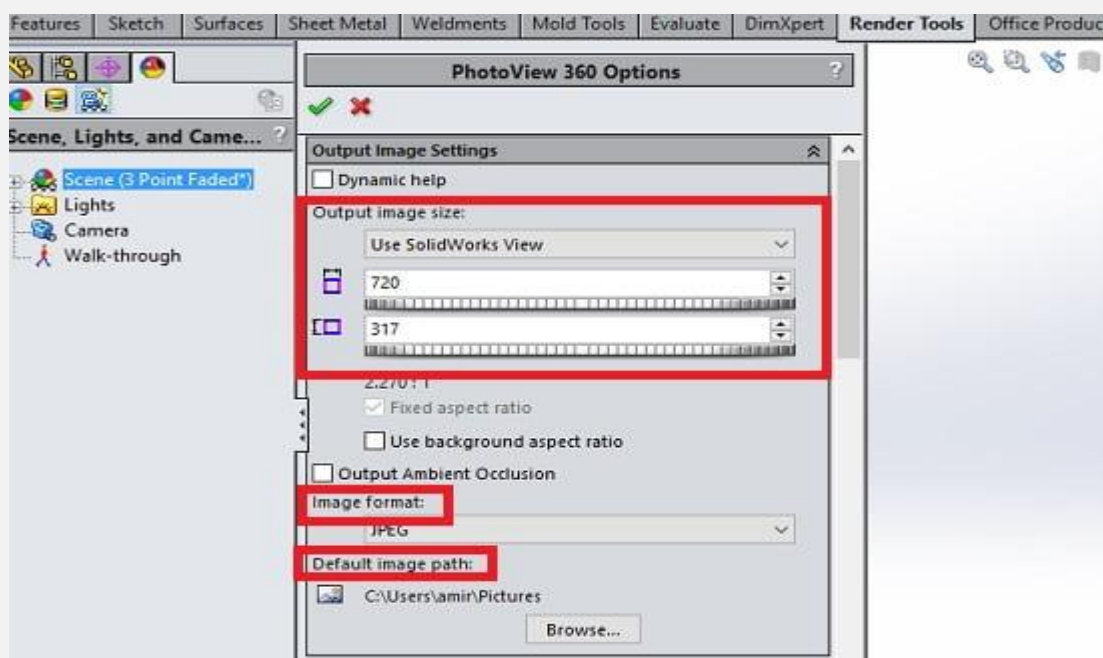 Features Sketch Surfaces Sheet Metal Weldments Mold Tools Evaluate DimXpert Render Tools Office Produc
PhotoView 360 Options ?
Scene, Lights, and Came... ?
Scene (3 Point Faded*)
Lights
Camera
Walk-through
Output Image Settings
Dynamic help
Output image size:
Use SolidWorks View
720
317
2.270 : 1
Fixed aspect ratio
Use background aspect ratio
Output Ambient Occlusion
Image format:
JPEG
Default image path:
C:\Users\amir\Pictures
Browse...